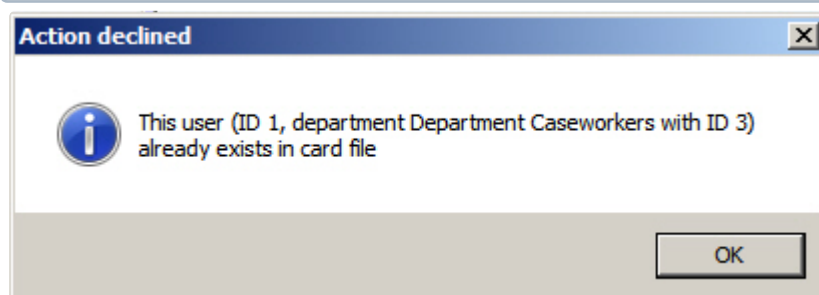 Action declined
This user (ID 1, department Department Caseworkers with ID 3)
already exists in card file
OK